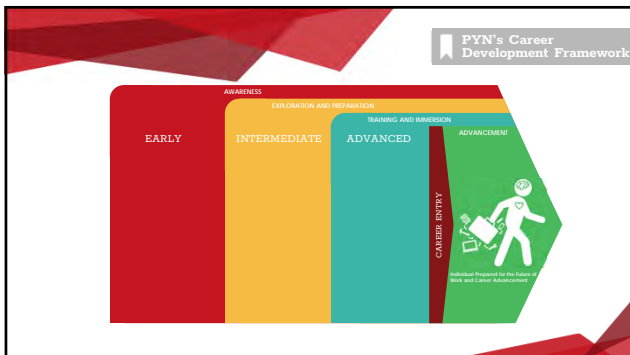 PYN's Career
Development Framework
AWARENESS
EXPLORATION AND PREPARATION
TRAINING AND IMMERSION
EARLY
INTERMEDIATE
ADVANCED
ADVANCEMENT
CAREER ENTRY
Individual Prepared for the Future of
Work and Career Advancement